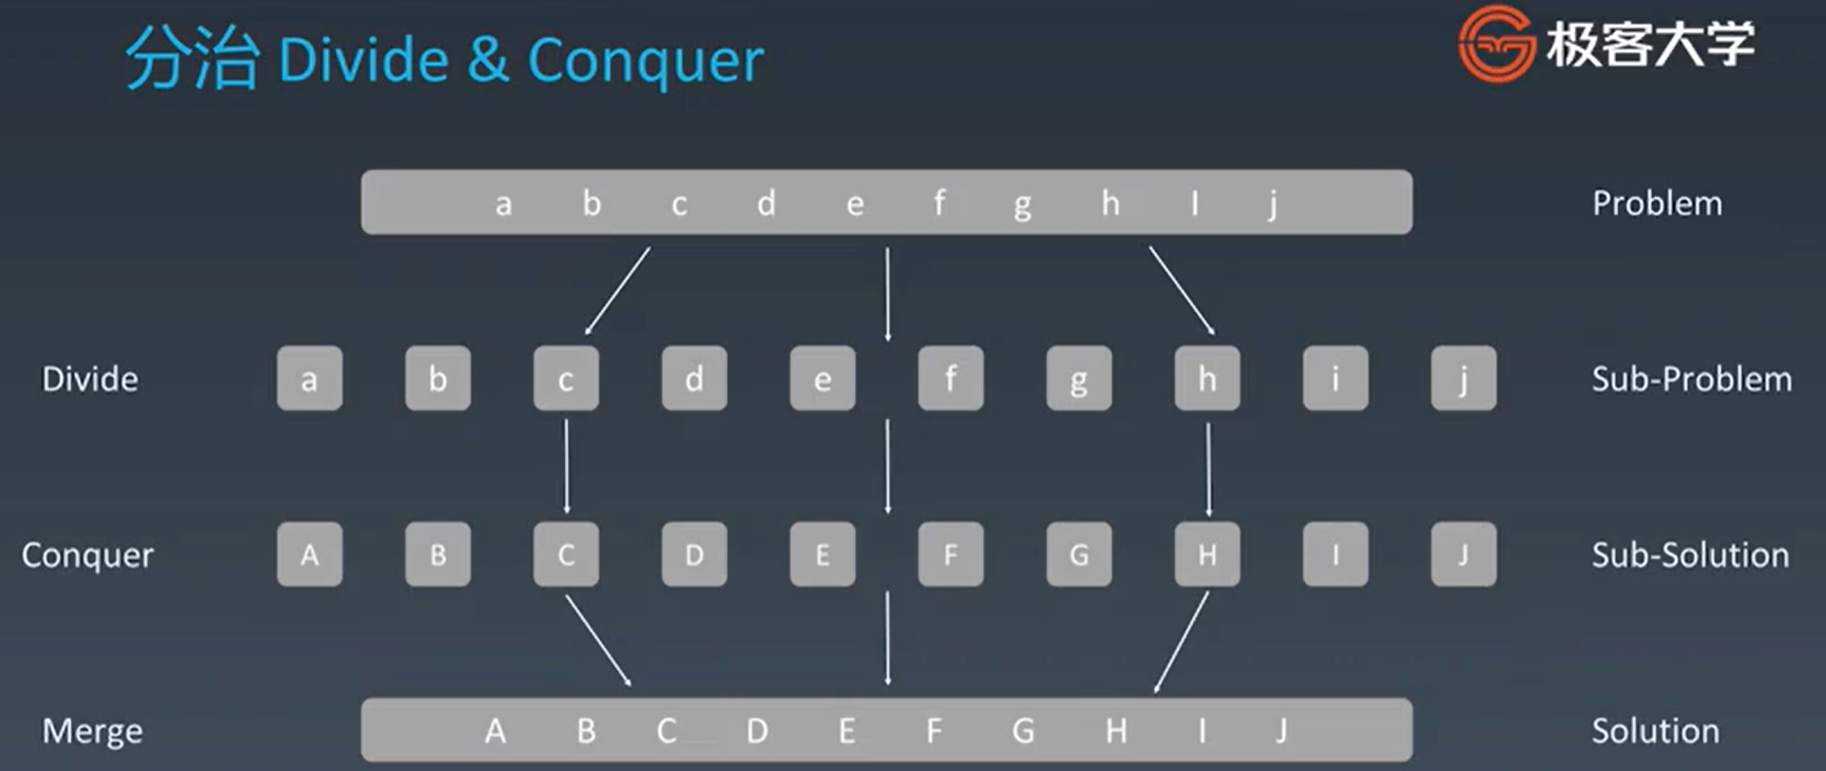 分治 Divide & Conquer
极客大学
a b c d e f g h I j
Problem
Divide
a b c d e f g h i j
Sub-Problem
Conquer
A B C D E F G H I J
Sub-Solution
Merge
A B C D E F G H I J
Solution